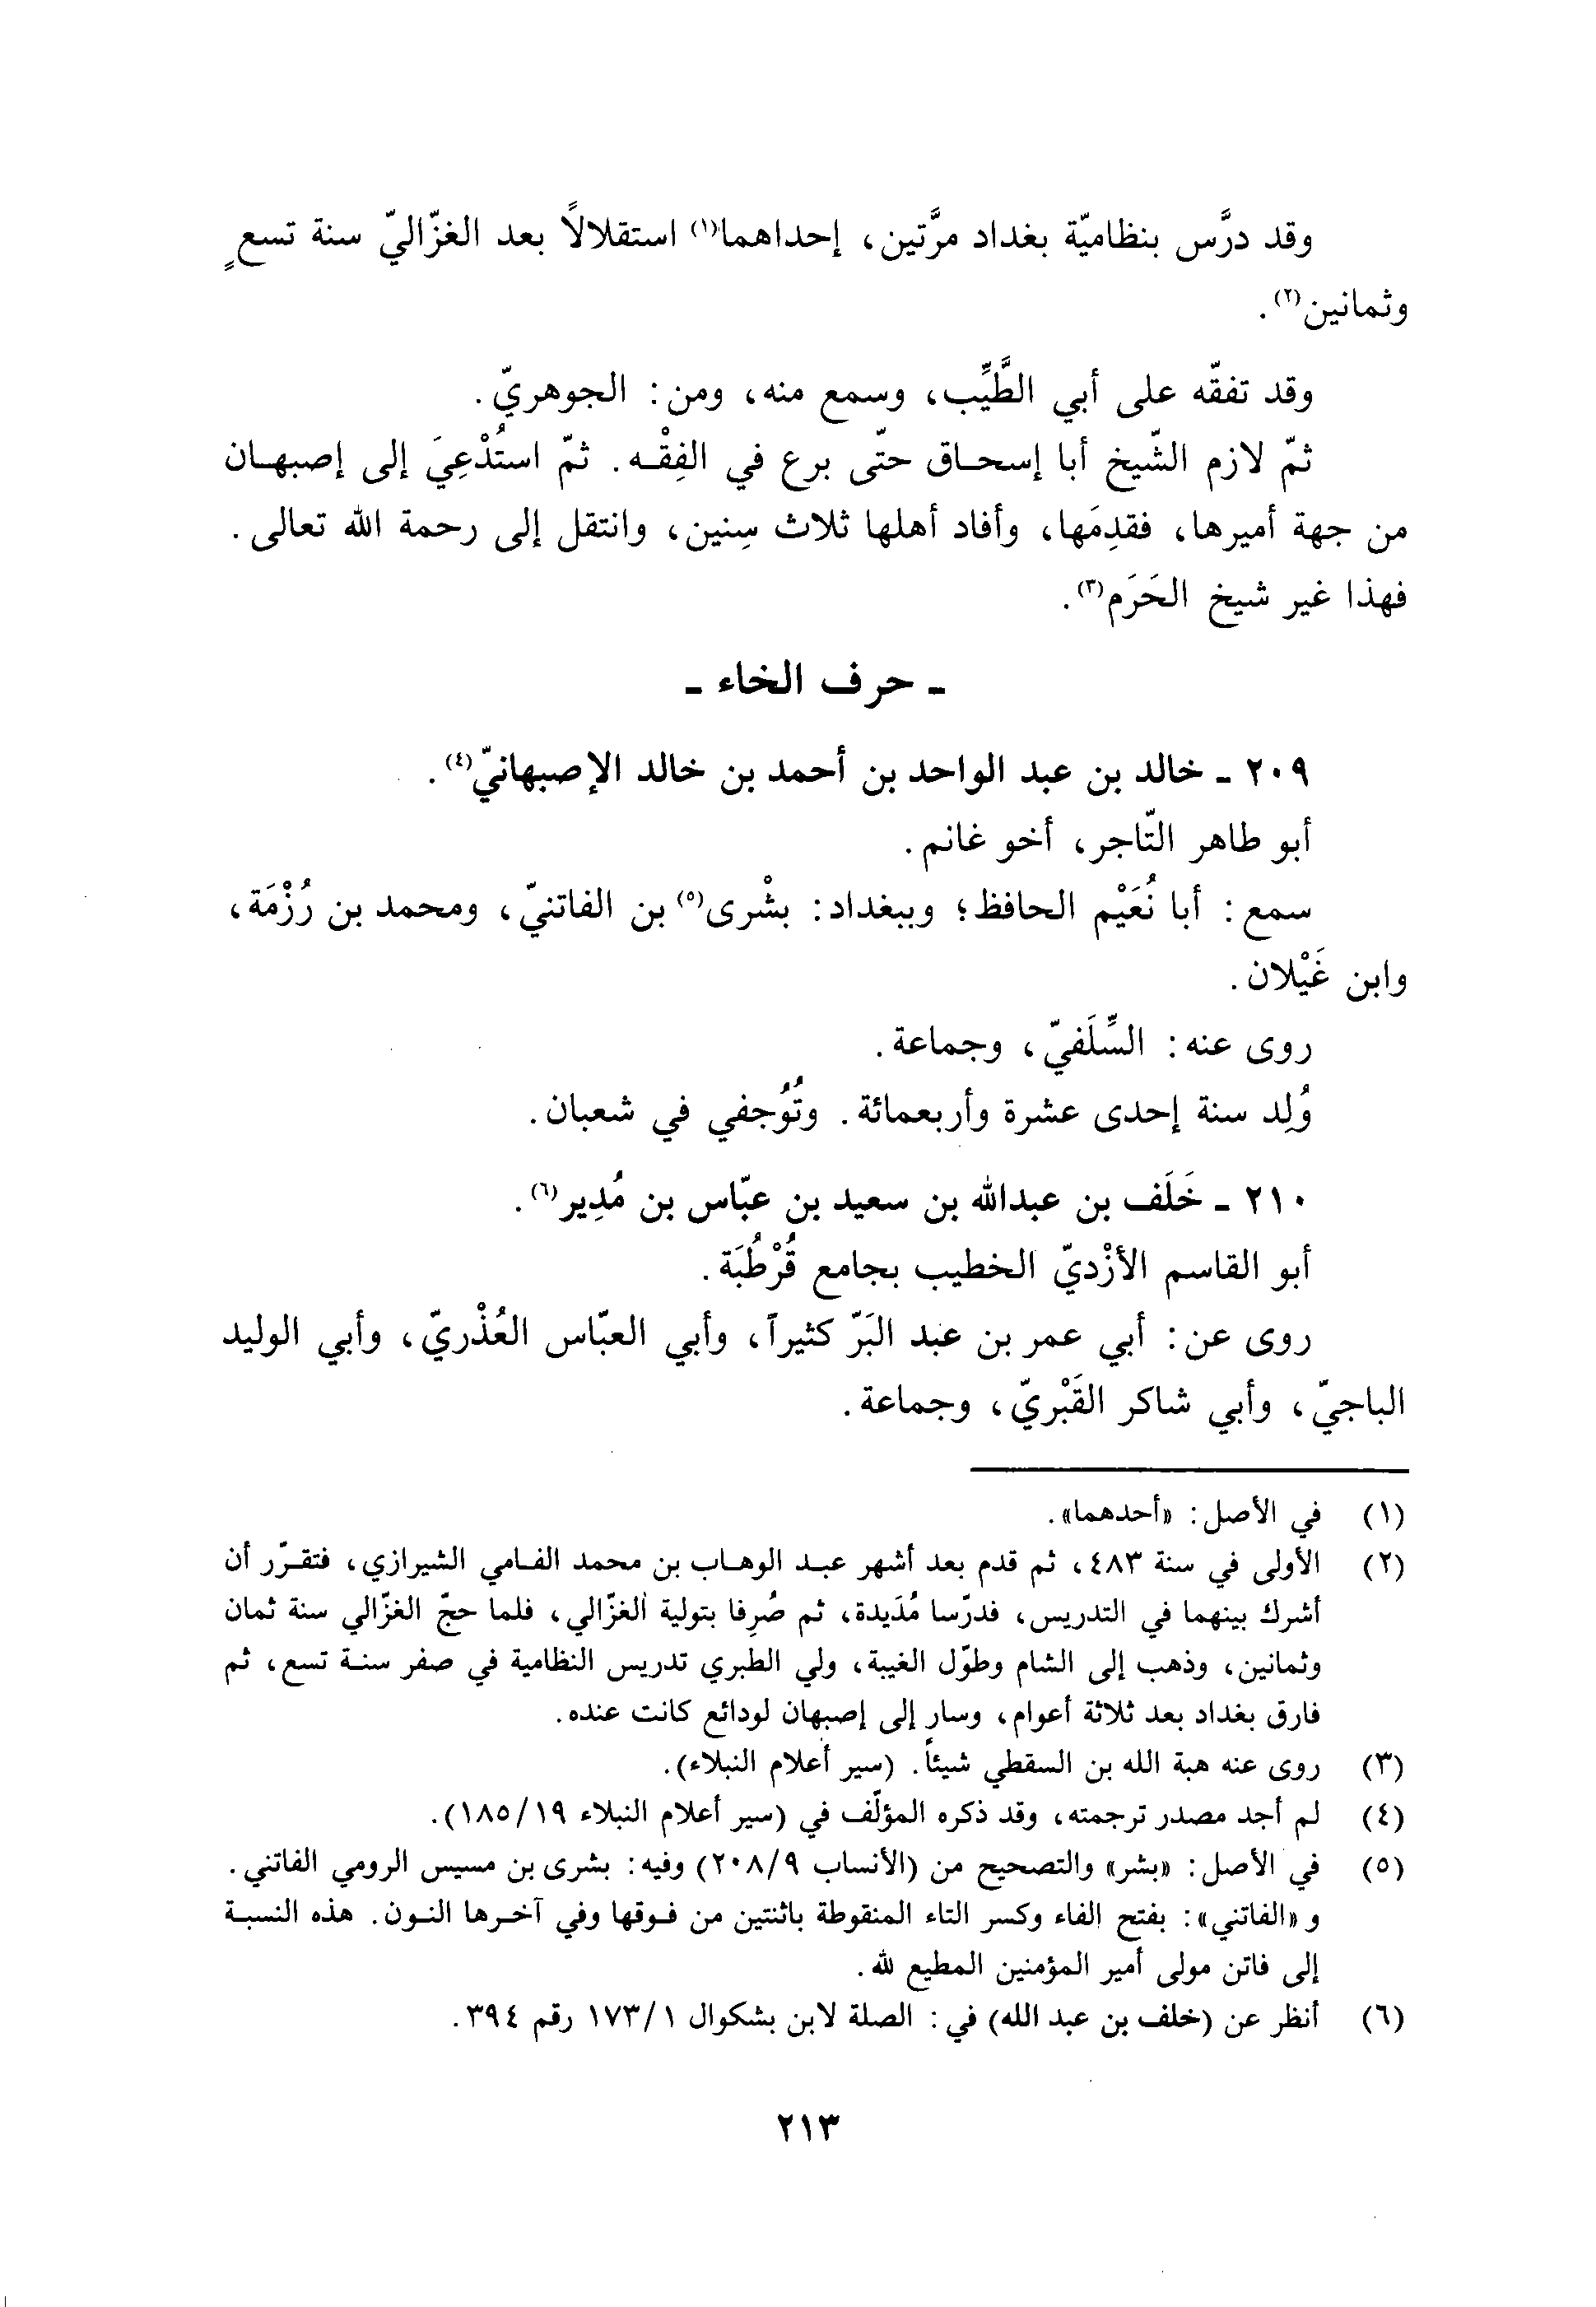 وقد درَّس بنظاميّة بغداد مرَّتين، إحداهما(١) استقلالاً بعد الغزّاليّ سنة تسعٍ
وثمانين(٢).
وقد تفقّه على أبي الطَّيِّب، وسمع منه، ومن: الجوهريّ.
ثمّ لازم الشّيخ أبا إسحاق حتّى برع في الفِقْه. ثمّ استُدْعِيَ إلى إصبهان
من جهة أميرها، فقدِمَها، وأفاد أهلها ثلاث سِنين، وانتقل إلى رحمة الله تعالى.
فهذا غير شيخ الحَرَم(٣).
- حرف الخاء -
٢٠٩ - خالد بن عبد الواحد بن أحمد بن خالد الإصبهانيّ(٤).
أبو طاهر التّاجر، أخو غانم.
سمع: أبا نُعَيْم الحافظ؛ وببغداد: بشْرى(٥) بن الفاتنيّ، ومحمد بن رُزْمَة،
وابن غَيْلان.
روى عنه: السِّلَفيّ، وجماعة.
وُلِد سنة إحدى عشرة وأربعمائة. وتُوُجفي في شعبان.
٢١٠ - خَلَف بن عبدالله بن سعيد بن عبّاس بن مُدِير(٦).
أبو القاسم الأزْديّ الخطيب بجامع قُرْطُبَة.
روى عن: أبي عمر بن عبد البَرّ كثيراً، وأبي العبّاس العُذْريّ، وأبي الوليد
الباجيّ، وأبي شاكر القَبْريّ، وجماعة.
(١) في الأصل: «أحدهما».
(٢) الأولى في سنة ٤٨٣، ثم قدم بعد أشهر عبد الوهاب بن محمد الفامي الشيرازي، فتقرّر أن
أشرك بينهما في التدريس، فدرّسا مُدَيدة، ثم صُرِفا بتولية الغزّالي، فلما حجّ الغزّالي سنة ثمان
وثمانين، وذهب إلى الشام وطوّل الغيبة، ولي الطبري تدريس النظامية في صفر سنة تسع، ثم
فارق بغداد بعد ثلاثة أعوام، وسار إلى إصبهان لودائع كانت عنده.
(٣) روى عنه هبة الله بن السقطي شيئاً. (سير أعلام النبلاء).
(٤) لم أجد مصدر ترجمته، وقد ذكره المؤلّف في (سير أعلام النبلاء ١٨٥/١٩).
(٥) في الأصل: «بشر» والتصحيح من (الأنساب ٢٠٨/٩) وفيه: بشرى بن مسيس الرومي الفاتني.
و«الفاتني»: بفتح الفاء وكسر التاء المنقوطة باثنتين من فوقها وفي آخرها النون. هذه النسبة
إلى فاتن مولى أمير المؤمنين المطيع لله.
(٦) أنظر عن (خلف بن عبد الله) في: الصلة لابن بشكوال ١٧٣/١ رقم ٣٩٤.
٢١٣